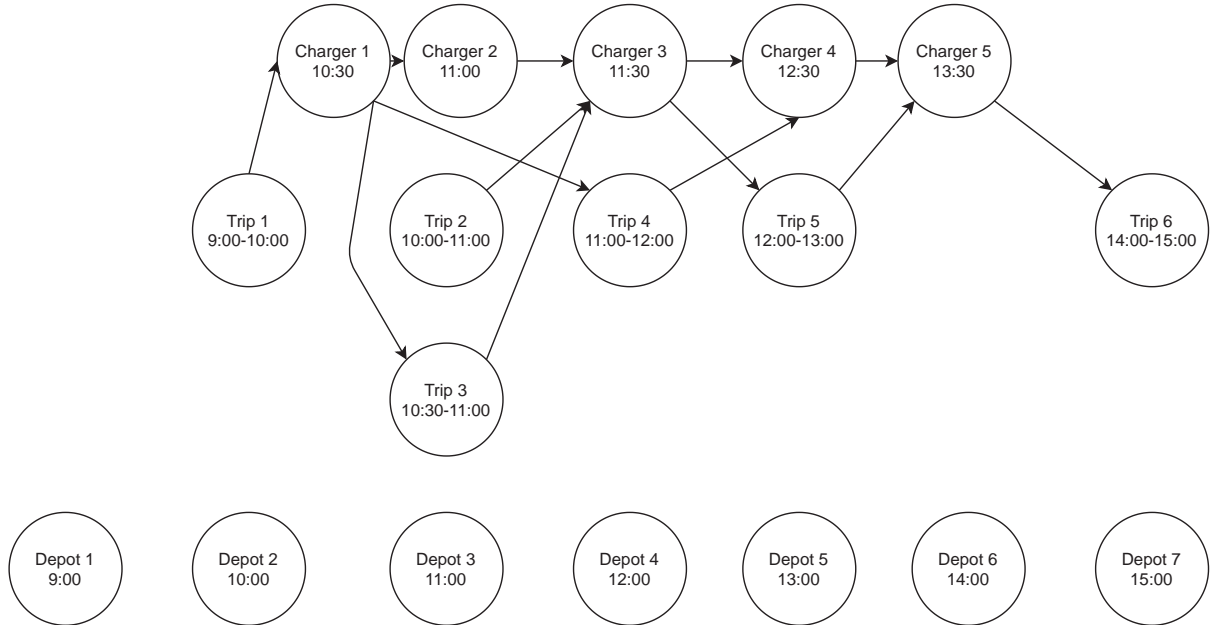 Charger 1
10:30
Charger 2
11:00
Charger 3
11:30
Charger 4
12:30
Charger 5
13:30
Trip 1
9:00-10:00
Trip 2
10:00-11:00
Trip 4
11:00-12:00
Trip 5
12:00-13:00
Trip 6
14:00-15:00
Trip 3
10:30-11:00
Depot 1
9:00
Depot 2
10:00
Depot 3
11:00
Depot 4
12:00
Depot 5
13:00
Depot 6
14:00
Depot 7
15:00